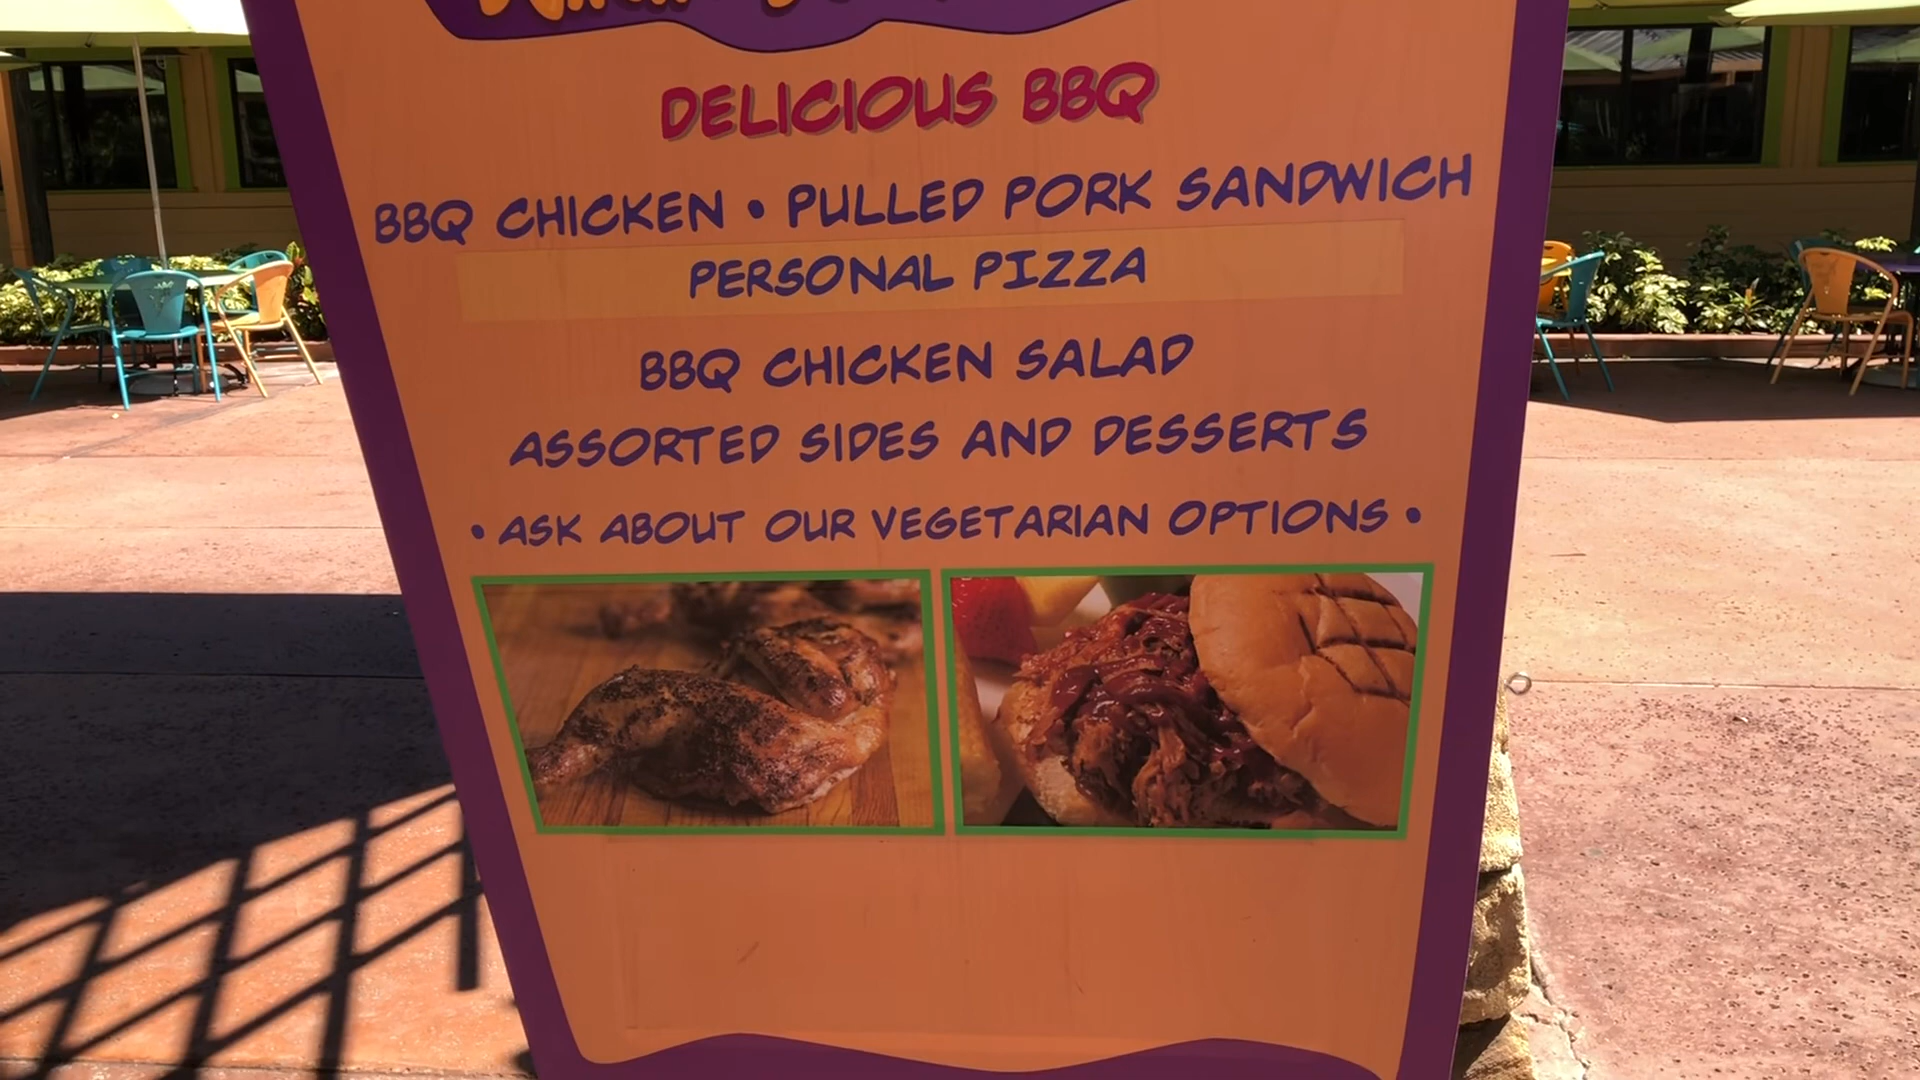 DELICIOUS BBQ
BBQ CHICKEN • PULLED PORK SANDWICH
PERSONAL PIZZA
BBQ CHICKEN SALAD
ASSORTED SIDES AND DESSERTS
• ASK ABOUT OUR VEGETARIAN OPTIONS •